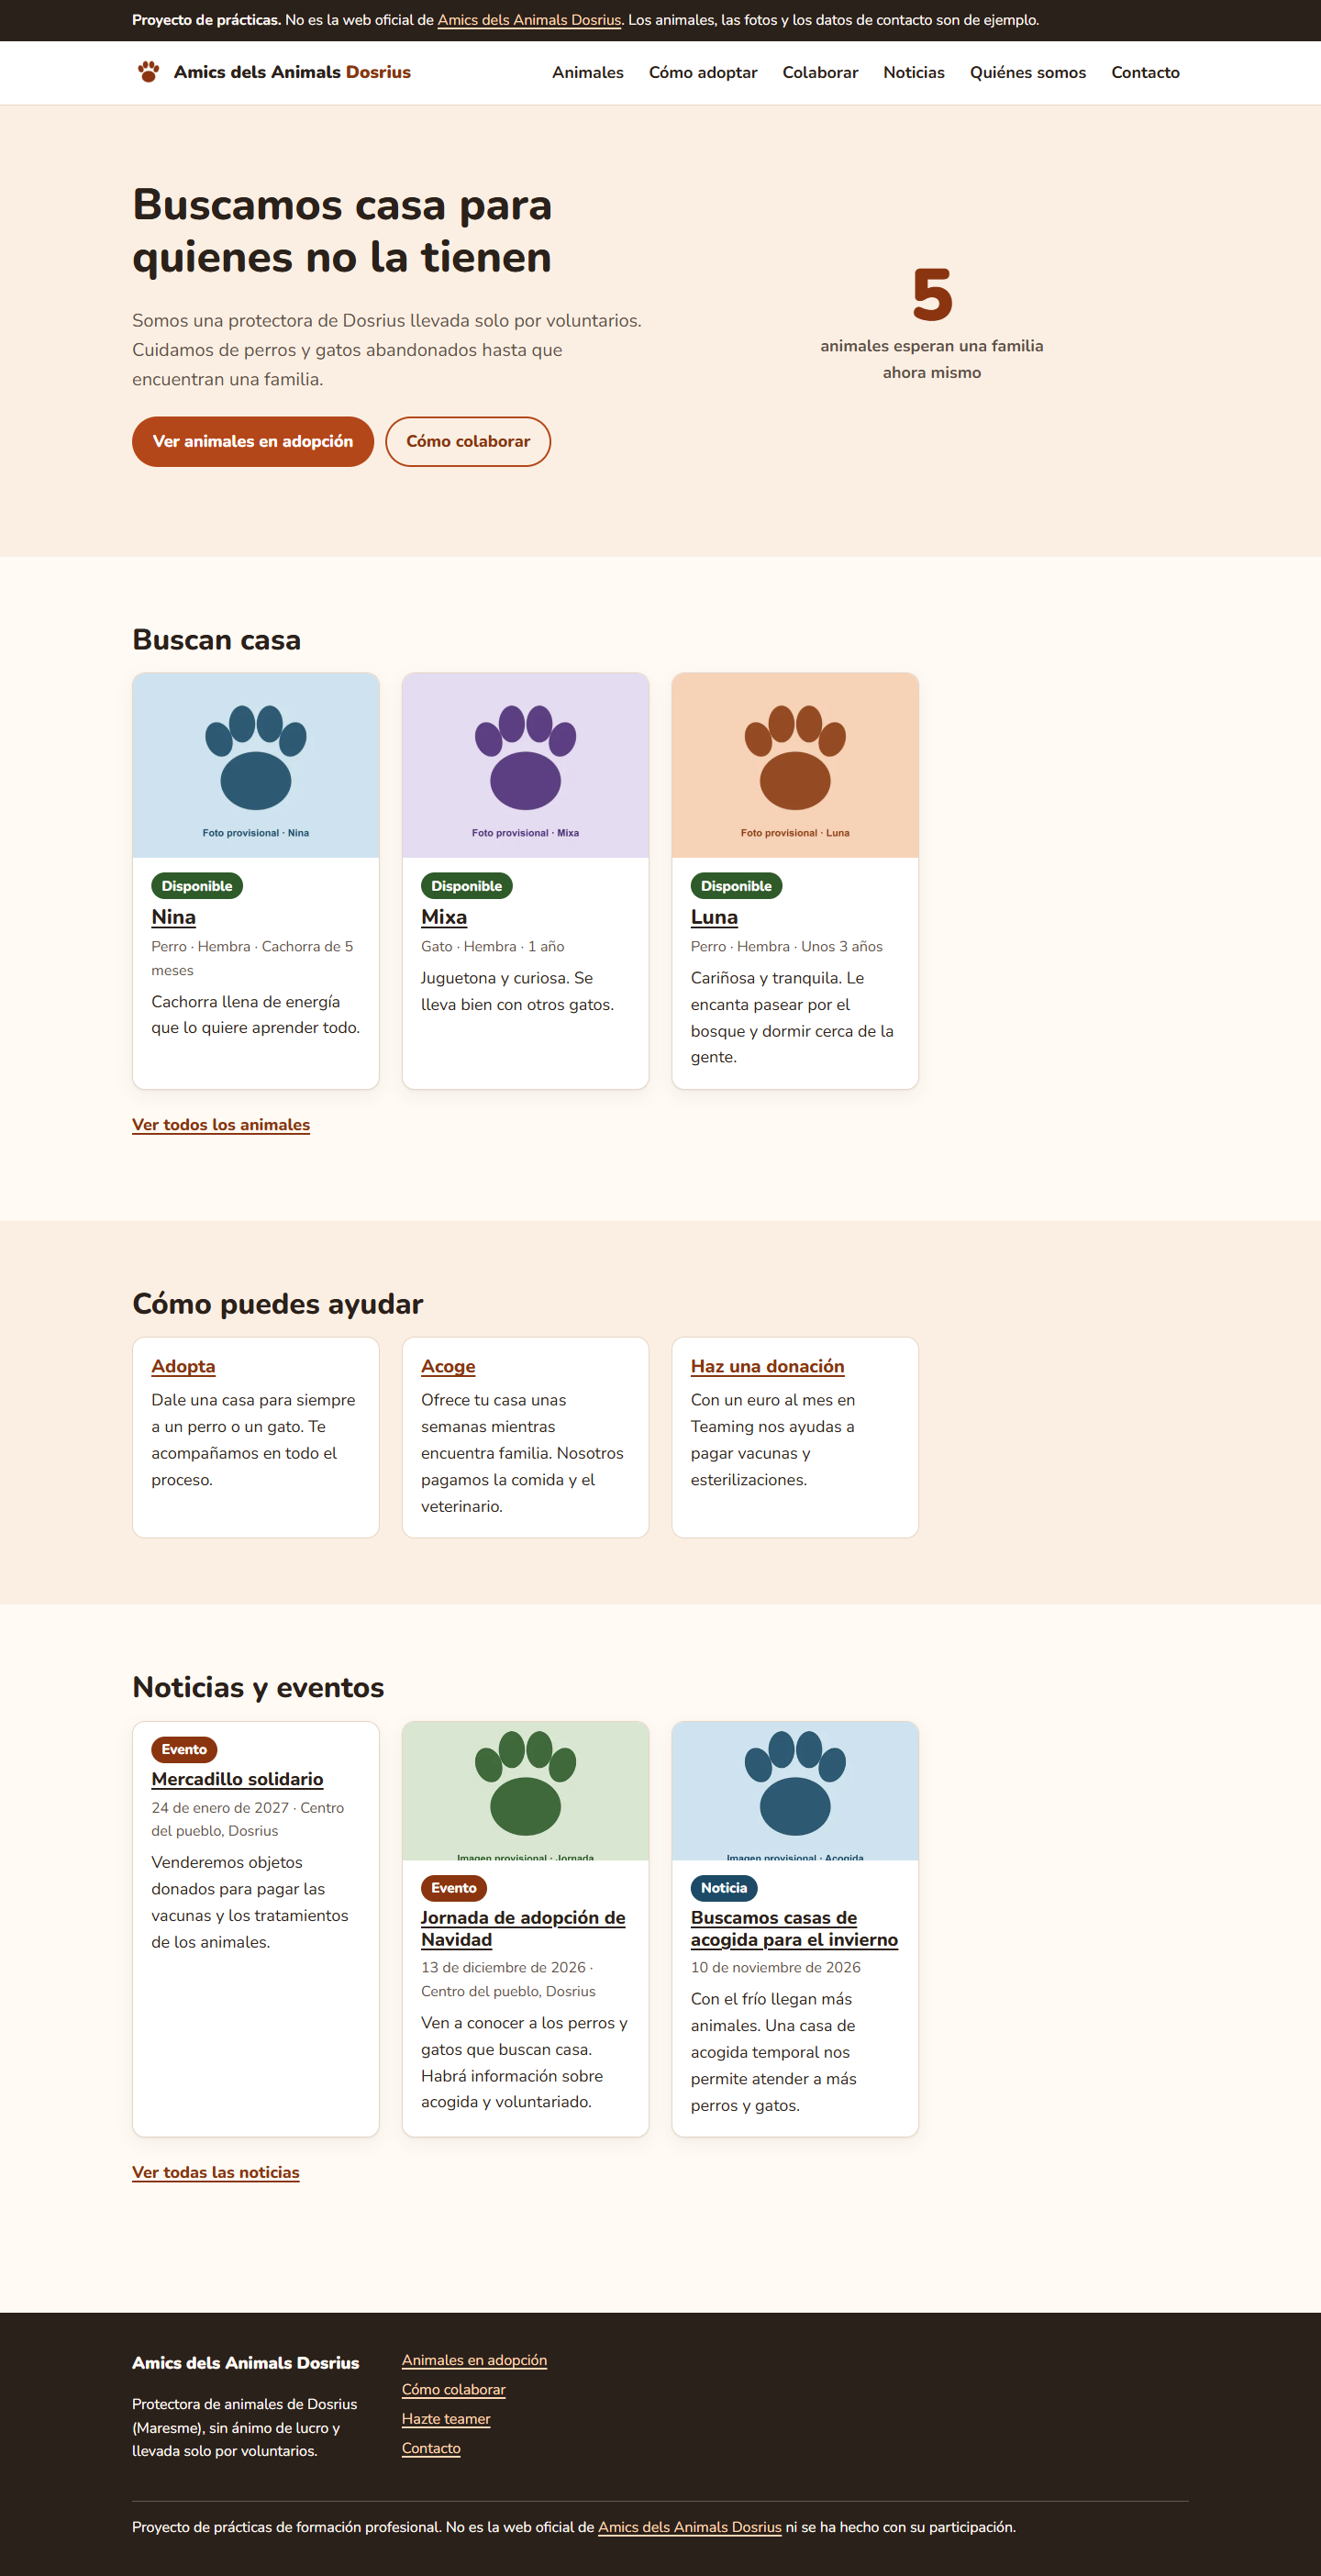 Proyecto de prácticas. No es la web oficial de Amics dels Animals Dosrius. Los animales, las fotos y los datos de contacto son de ejemplo.
Amics dels Animals Dosrius
Animales
Cómo adoptar
Colaborar
Noticias
Quiénes somos
Contacto
Buscamos casa para
quienes no la tienen
Somos una protectora de Dosrius llevada solo por voluntarios.
Cuidamos de perros y gatos abandonados hasta que
encuentran una familia.
Ver animales en adopción
Cómo colaborar
5
animales esperan una familia
ahora mismo
Buscan casa
Foto provisional · Nina
Disponible
Nina
Perro · Hembra · Cachorra de 5
meses
Cachorra llena de energía
que lo quiere aprender todo.
Foto provisional · Mixa
Disponible
Mixa
Gato · Hembra · 1 año
Juguetona y curiosa. Se
lleva bien con otros gatos.
Foto provisional · Luna
Disponible
Luna
Perro · Hembra · Unos 3 años
Cariñosa y tranquila. Le
encanta pasear por el
bosque y dormir cerca de la
gente.
Ver todos los animales
Cómo puedes ayudar
Adopta
Dale una casa para siempre
a un perro o un gato. Te
acompañamos en todo el
proceso.
Acoge
Ofrece tu casa unas
semanas mientras
encuentra familia. Nosotros
pagamos la comida y el
veterinario.
Haz una donación
Con un euro al mes en
Teaming nos ayudas a
pagar vacunas y
esterilizaciones.
Noticias y eventos
Evento
Mercadillo solidario
24 de enero de 2027 · Centro
del pueblo, Dosrius
Venderemos objetos
donados para pagar las
vacunas y los tratamientos
de los animales.
Imagen provisional · Jornada
Evento
Jornada de adopción de
Navidad
13 de diciembre de 2026 ·
Centro del pueblo, Dosrius
Ven a conocer a los perros y
gatos que buscan casa.
Habrá información sobre
acogida y voluntariado.
Imagen provisional · Acogida
Noticia
Buscamos casas de
acogida para el invierno
10 de noviembre de 2026
Con el frío llegan más
animales. Una casa de
acogida temporal nos
permite atender a más
perros y gatos.
Ver todas las noticias
Amics dels Animals Dosrius
Protectora de animales de Dosrius
(Maresme), sin ánimo de lucro y
llevada solo por voluntarios.
Animales en adopción
Cómo colaborar
Hazte teamer
Contacto
Proyecto de prácticas de formación profesional. No es la web oficial de Amics dels Animals Dosrius ni se ha hecho con su participación.